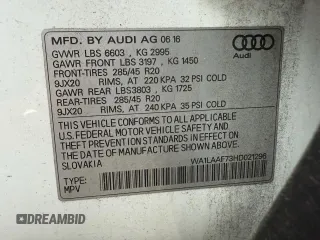 MFD. BY AUDI AG 06 16
GVWR LBS 6603 , KG 2995
GAWR FRONT LBS 3197 , KG 1450
FRONT-TIRES 285/45 R20
9JX20 RIMS, AT 220 KPA 32 PSI COLD
GAWR REAR LBS3803 , KG 1725
REAR-TIRES 285/45 R20
9JX20 RIMS, AT 240 KPA 35 PSI COLD
Audi
THIS VEHICLE CONFORMS TO ALL APPLICABLE
U.S. FEDERAL MOTOR VEHICLE SAFETY AND
THEFT PREVENTION STANDARDS IN EFFECT ON
THE DATE OF MANUFACTURE SHOWN ABOVE.
SLOVAKIA
WA1LAAF73HD021296
TYPE:
MPV
DREAMBID